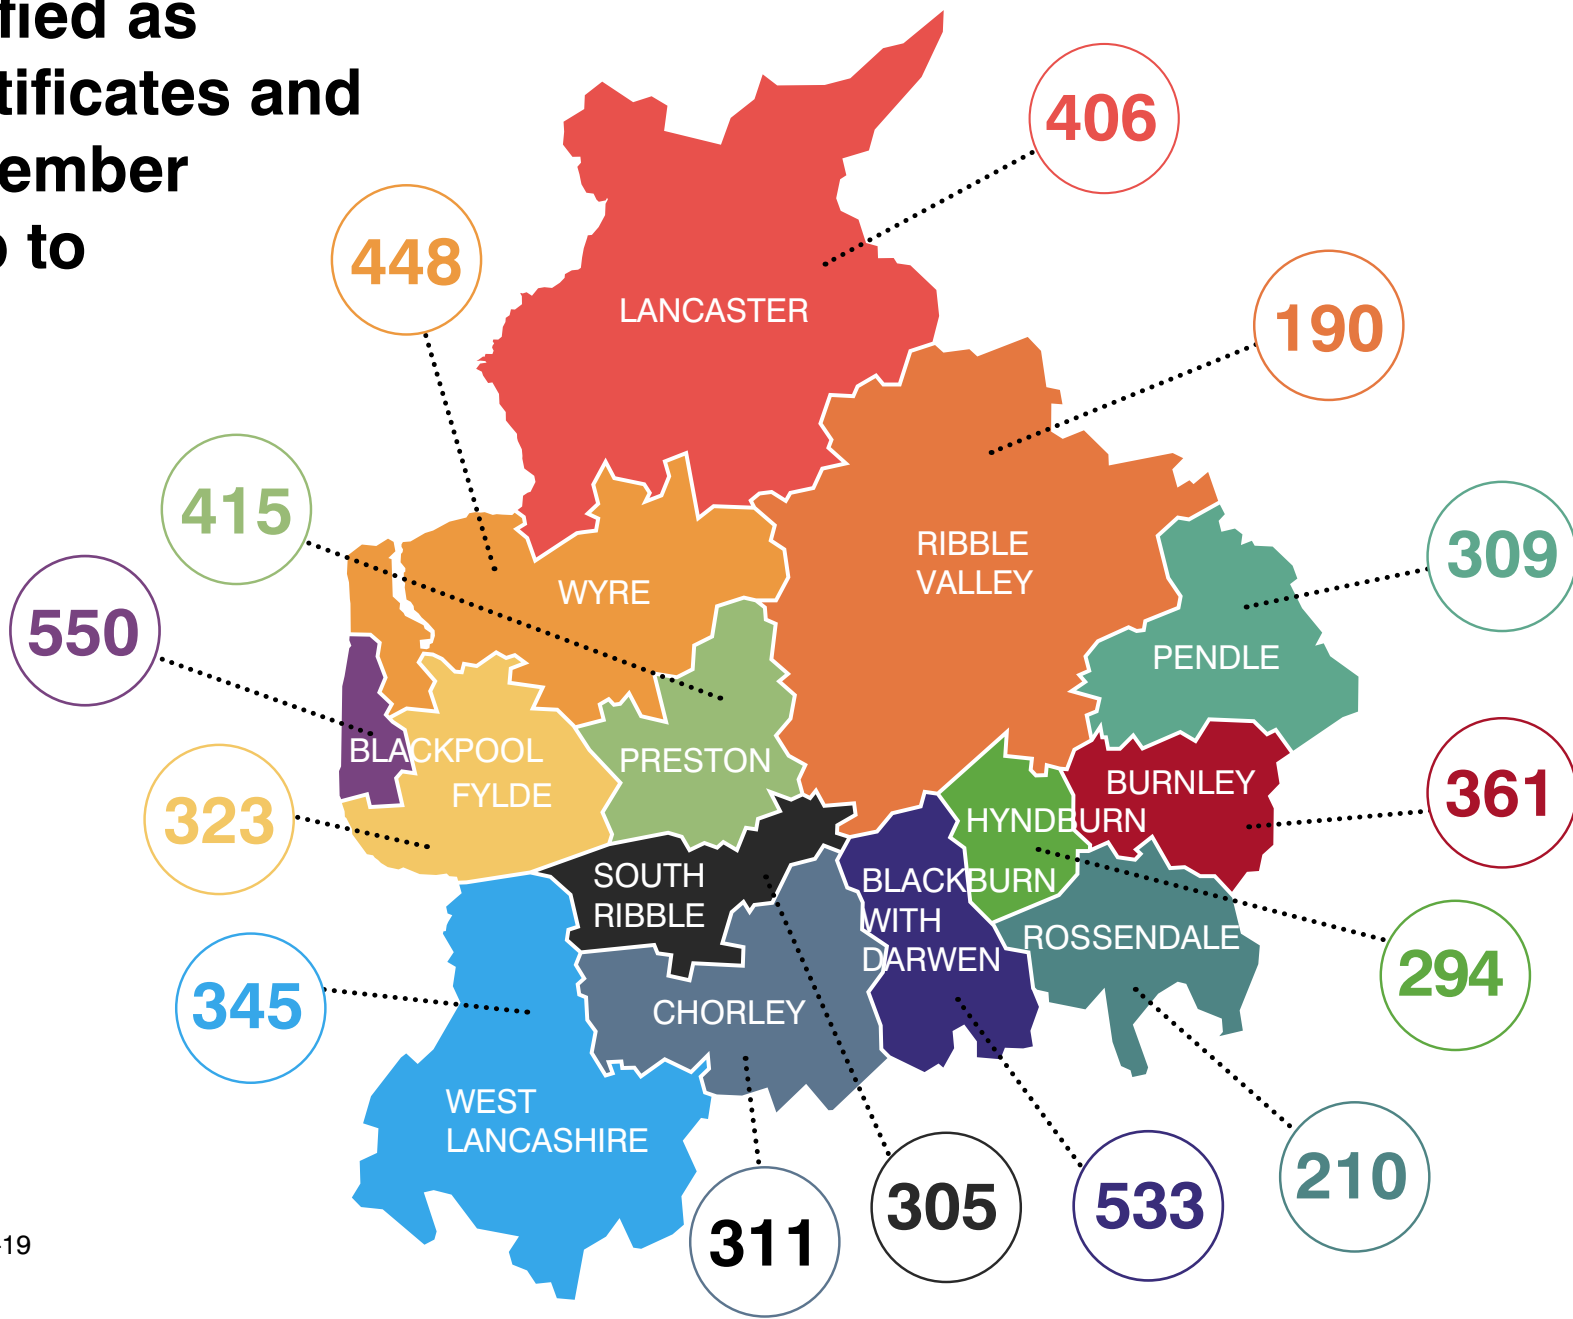 fied as
tificates and
ember
to
406
448
190
LANCASTER
415
RIBBLE
VALLEY
309
WYRE
550
PENDLE
BLACKPOOL
PRESTON
BURNLEY
FYLDE
323
361
HYNDBURN
SOUTH
RIBBLE
BLACKBURN
WITH
DARWEN
ROSSENDALE
294
345
CHORLEY
WEST
LANCASHIRE
311
305
533
210
19